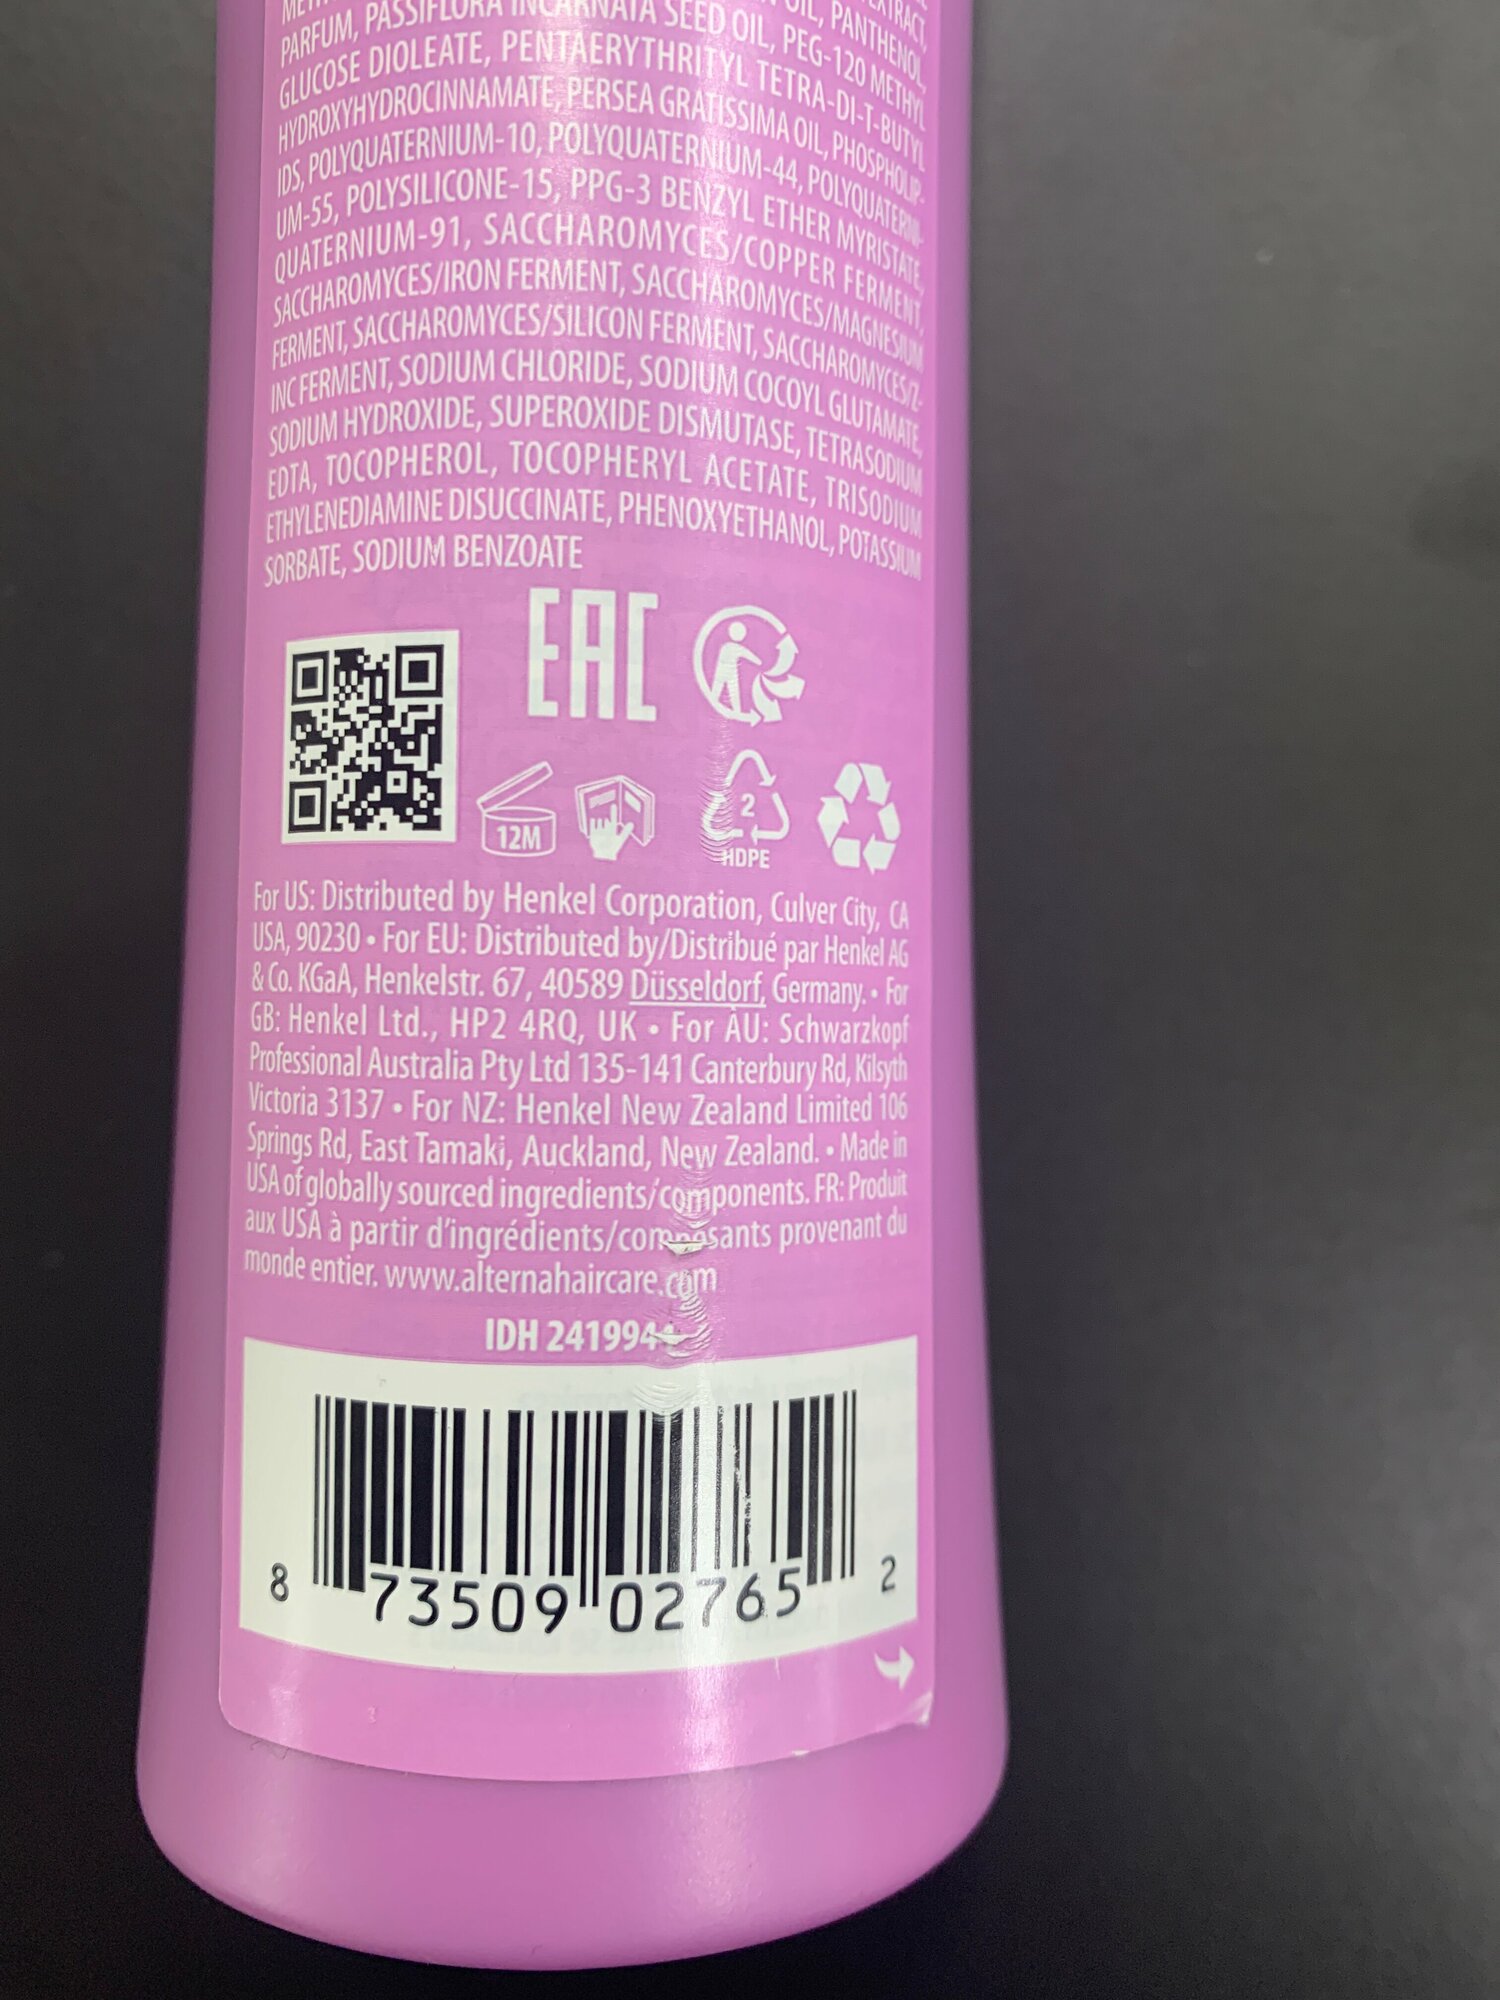 OIL, PANTHENOL,
PARFUM, PASSIFLORA INCARNATA SEED OIL, PEG-120 METHYL
GLUCOSE DIOLEATE, PENTAERYTHRITYL TETRA-DI-T-BUTYL
HYDROXYHYDROCINNAMATE, PERSEA GRATISSIMA OIL, PHOSPHOLIP-
IDS, POLYQUATERNIUM-10, POLYQUATERNIUM-44, POLYQUATERNI-
UM-55, POLYSILICONE-15, PPG-3 BENZYL ETHER MYRISTATE,
QUATERNIUM-91, SACCHAROMYCES/COPPER FERMENT,
SACCHAROMYCES/IRON FERMENT, SACCHAROMYCES/MAGNESIUM
FERMENT, SACCHAROMYCES/SILICON FERMENT, SACCHAROMYCES/Z-
INC FERMENT, SODIUM CHLORIDE, SODIUM COCOYL GLUTAMATE,
SODIUM HYDROXIDE, SUPEROXIDE DISMUTASE, TETRASODIUM
EDTA, TOCOPHEROL, TOCOPHERYL ACETATE, TRISODIUM
ETHYLENEDIAMINE DISUCCINATE, PHENOXYETHANOL, POTASSIUM
SORBATE, SODIUM BENZOATE
EAC
12M
2
HDPE
For US: Distributed by Henkel Corporation, Culver City, CA
USA, 90230 • For EU: Distributed by/Distribué par Henkel AG
& Co. KGaA, Henkelstr. 67, 40589 Düsseldorf, Germany. • For
GB: Henkel Ltd., HP2 4RQ, UK • For AU: Schwarzkopf
Professional Australia Pty Ltd 135-141 Canterbury Rd, Kilsyth
Victoria 3137 • For NZ: Henkel New Zealand Limited 106
Springs Rd, East Tamaki, Auckland, New Zealand. • Made in
USA of globally sourced ingredients/components. FR: Produit
aux USA à partir d'ingrédients/composants provenant du
monde entier. www.alternahaircare.com
IDH 2419944
8 73509 02765 2